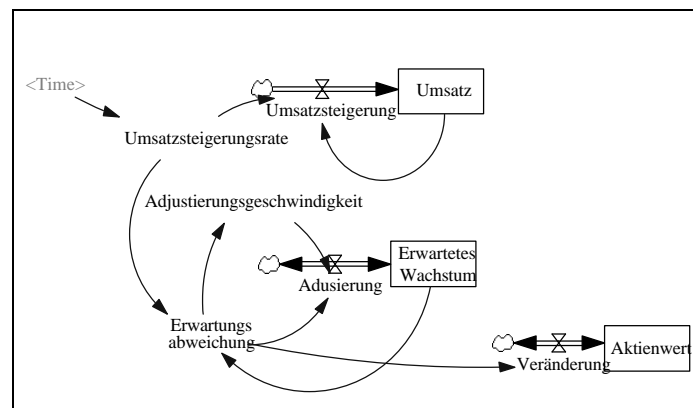 <Time>
Umsatz
Umsatzsteigerung
Umsatzsteigerungsrate
Adjustierungsgeschwindigkeit
Erwartetes
Wachstum
Adusierung
Erwartungs
abweichung
Aktienwert
Veränderung